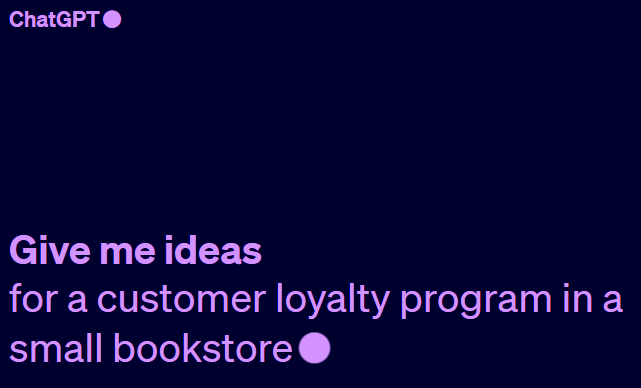 ChatGPT
Give me ideas
for a customer loyalty program in a
small bookstore